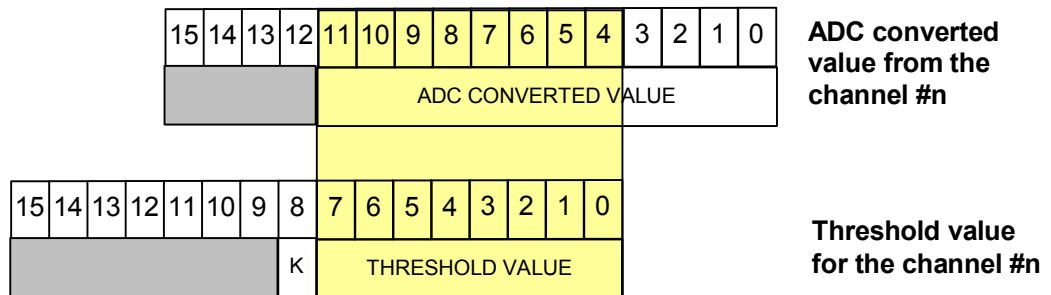 15 14 13 12 11 10 9 8 7 6 5 4 3 2 1 0
ADC CONVERTED VALUE
ADC converted
value from the
channel #n
15 14 13 12 11 10 9 8 7 6 5 4 3 2 1 0
K THRESHOLD VALUE
Threshold value
for the channel #n